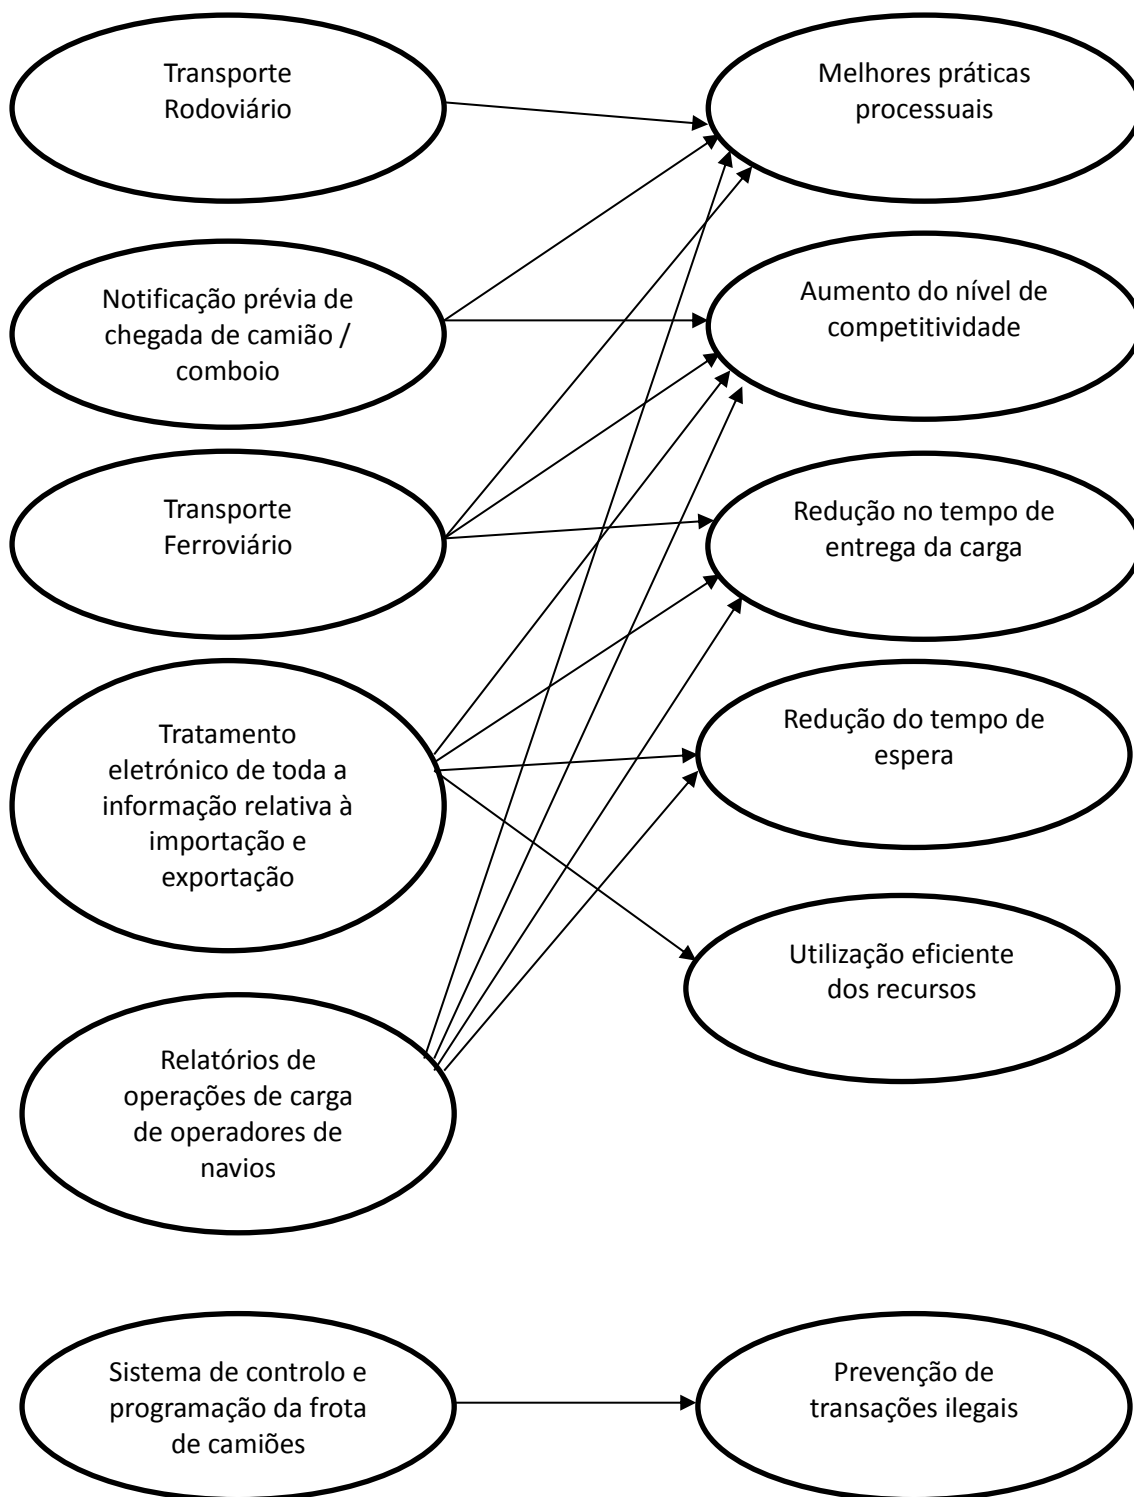 Transporte
Rodoviário
Melhores práticas
processuais
Notificação prévia de
chegada de camião /
comboio
Aumento do nível de
competitividade
Transporte
Ferroviário
Redução no tempo de
entrega da carga
Tratamento
eletrónico de toda a
informação relativa à
importação e
exportação
Redução do tempo de
espera
Utilização eficiente
dos recursos
Relatórios de
operações de carga
de operadores de
navios
Sistema de controlo e
programação da frota
de camiões
Prevenção de
transações ilegais